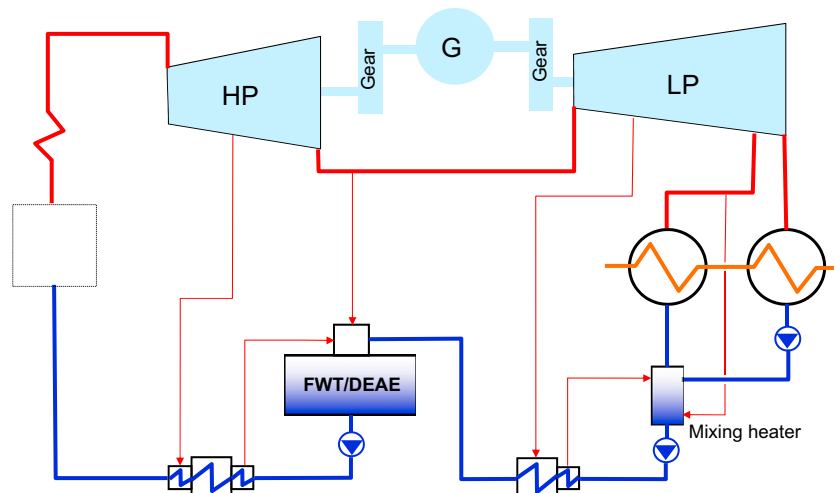 HP
Gear
G
Gear
LP
FWT/DEAE
Mixing heater